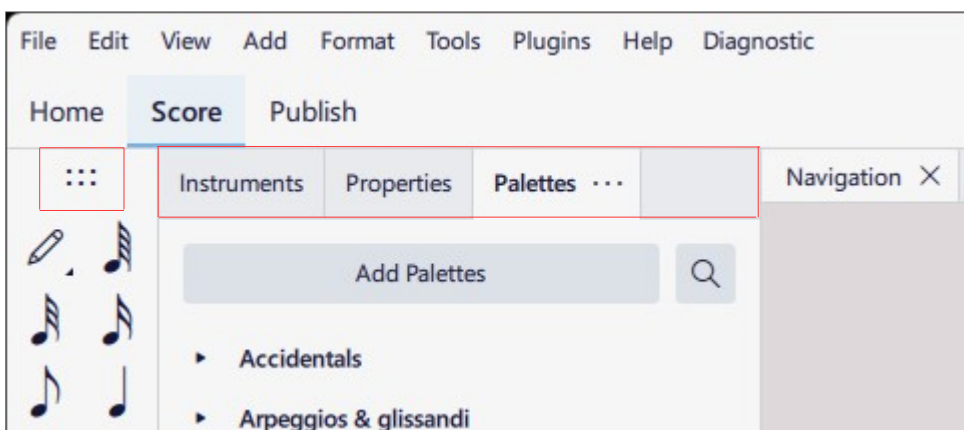 File Edit View Add Format Tools Plugins Help Diagnostic
Home Score Publish
Instruments Properties Palettes ··· Navigation
Add Palettes
Accidentals
Arpeggios & glissandi